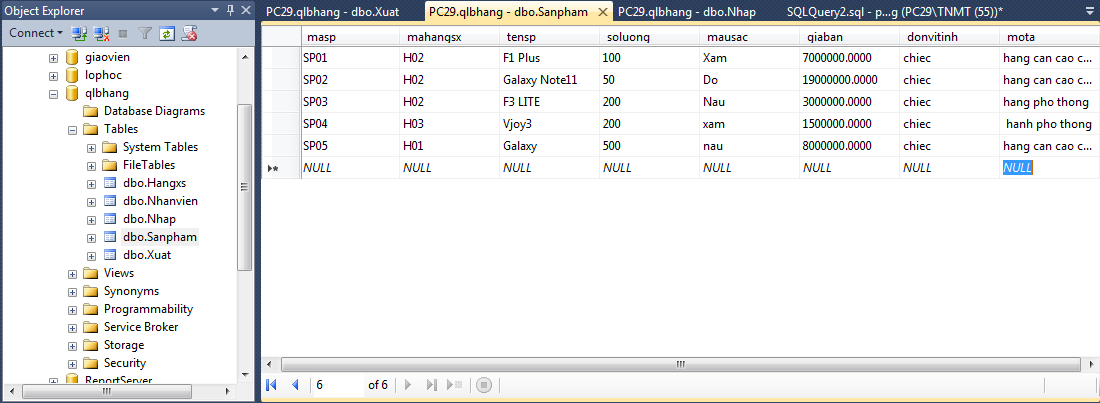 Object Explorer
Connect
giaovien
lophoc
qlbhang
Database Diagrams
Tables
System Tables
FileTables
dbo.Hangxs
dbo.Nhanvien
dbo.Nhap
dbo.Sanpham
dbo.Xuat
Views
Synonyms
Programmability
Service Broker
Storage
Security
ReportServer
PC29.qlbhang - dbo.Xuat PC29.qlbhang - dbo.Sanpham PC29.qlbhang - dbo.Nhap SQLQuery2.sql - p...g (PC29\TNMT (55))*
masp mahangsx tensp soluong mausac giaban donvitinh mota
SP01 H02 F1 Plus 100 Xam 7000000.0000 chiec hang can cao c...
SP02 H02 Galaxy Note11 50 Do 19000000.0000 chiec hang can cao c...
SP03 H02 F3 LITE 200 Nau 3000000.0000 chiec hang pho thong
SP04 H03 Vjoy3 200 xam 1500000.0000 chiec hanh pho thong
SP05 H01 Galaxy 500 nau 8000000.0000 chiec hang can cao c...
NULL NULL NULL NULL NULL NULL NULL NULL
6 of 6